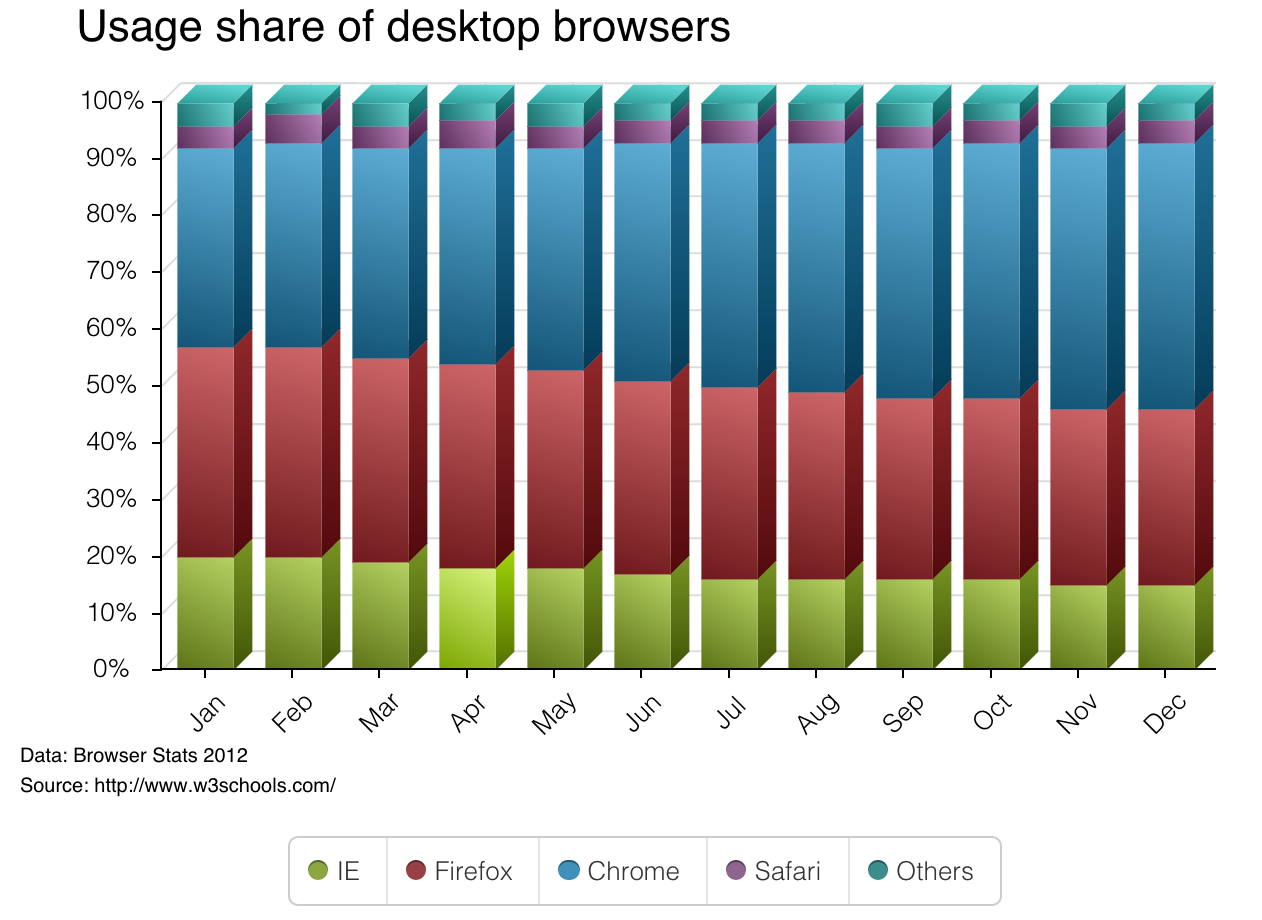 Usage share of desktop browsers
100%
90%
80%
70%
60%
50%
40%
30%
20%
10%
0%
Jan Feb Mar Apr May Jun Jul Aug Sep Oct Nov Dec
Data: Browser Stats 2012
Source: http://www.w3schools.com/
IE Firefox Chrome Safari Others